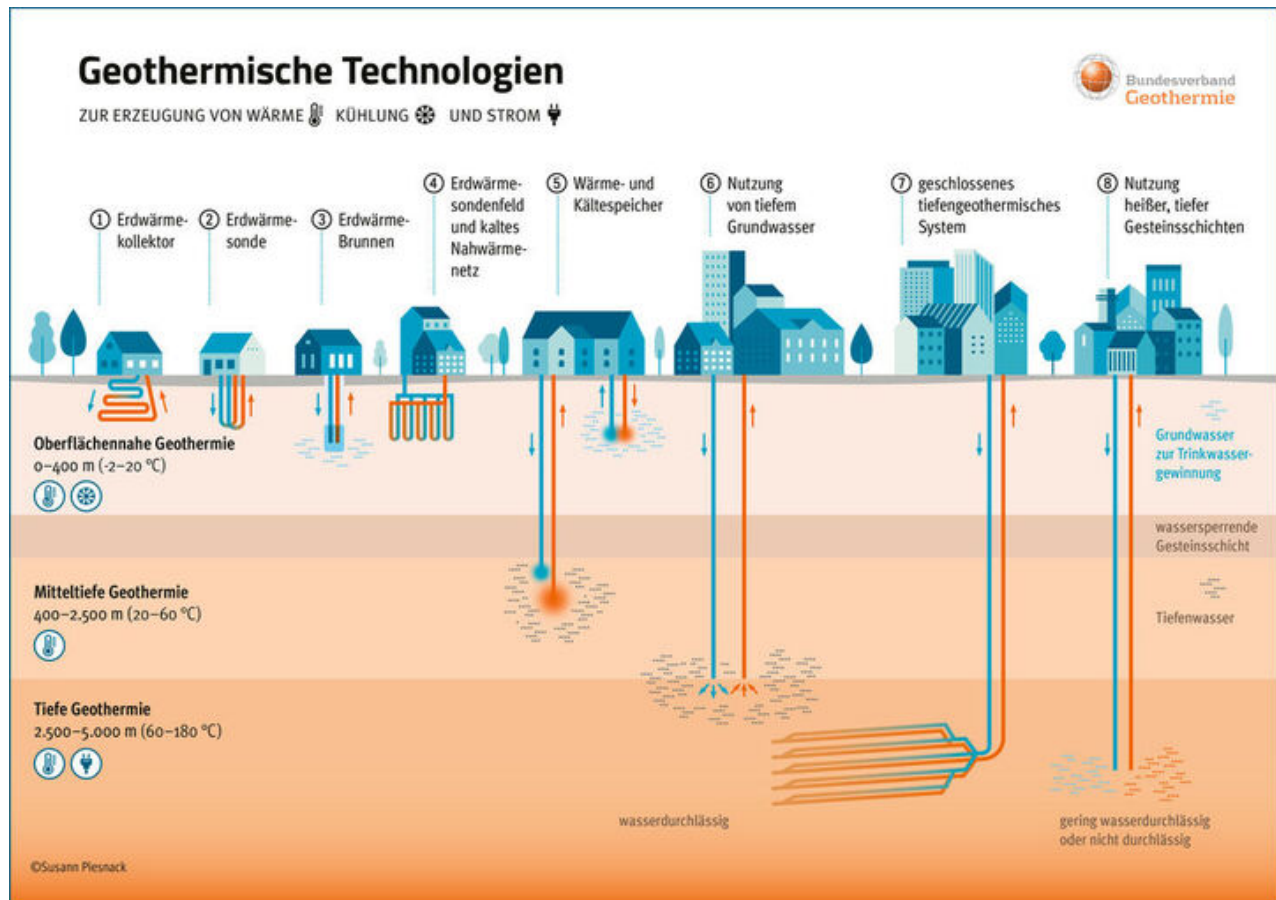 Geothermische Technologien
ZUR ERZEUGUNG VON WÄRME KÜHLUNG UND STROM
Bundesverband
Geothermie
1 Erdwärme-
kollektor
2 Erdwärme-
sonde
3 Erdwärme-
Brunnen
4 Erdwärme-
sondenfeld
und kaltes
Nahwärme-
netz
5 Wärme- und
Kältespeicher
6 Nutzung
von tiefem
Grundwasser
7 geschlossenes
tiefengeothermisches
System
8 Nutzung
heißer, tiefer
Gesteinsschichten
Oberflächennahe Geothermie
0–400 m (-2–20 °C)
Grundwasser
zur Trinkwasser-
gewinnung
wassersperrende
Gesteinsschicht
Mitteltiefe Geothermie
400–2.500 m (20–60 °C)
Tiefenwasser
Tiefe Geothermie
2.500–5.000 m (60–180 °C)
wasserdurchlässig
gering wasserdurchlässig
oder nicht durchlässig
©Susann Piesnack